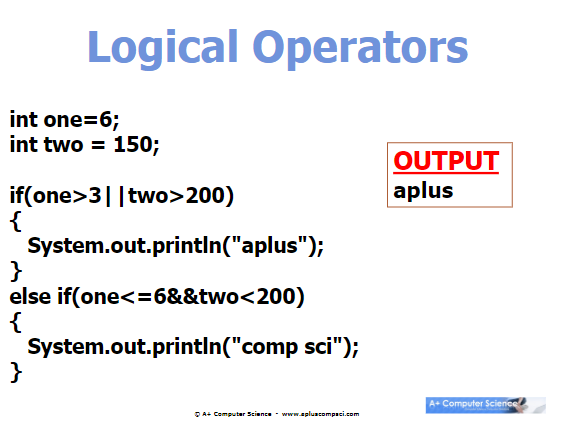 Logical Operators
int one=6;
int two = 150;
if(one>3||two>200)
{
System.out.println("aplus");
}
else if(one<=6&&two<200)
{
System.out.println("comp sci");
}
OUTPUT
aplus
© A+ Computer Science - www.apluscompsci.com
A+ Computer Science